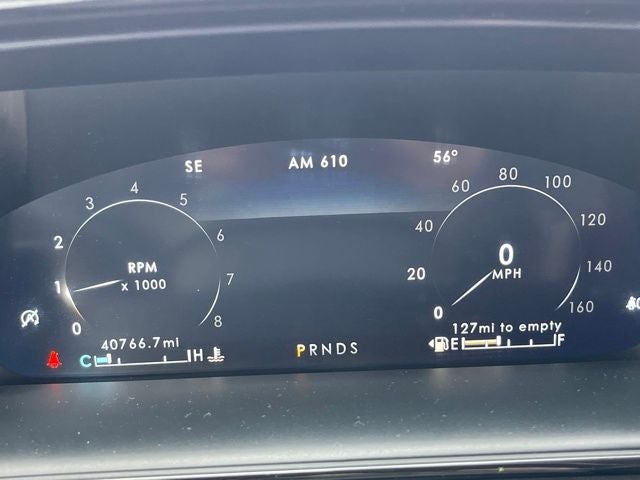 SE AM 610 56°
0 1 2 3 4 5 6 7 8
RPM
x 1000
0 20 40 60 80 100 120 140 160
0
MPH
40766.7mi
C H
PRNDS
127mi to empty
E F